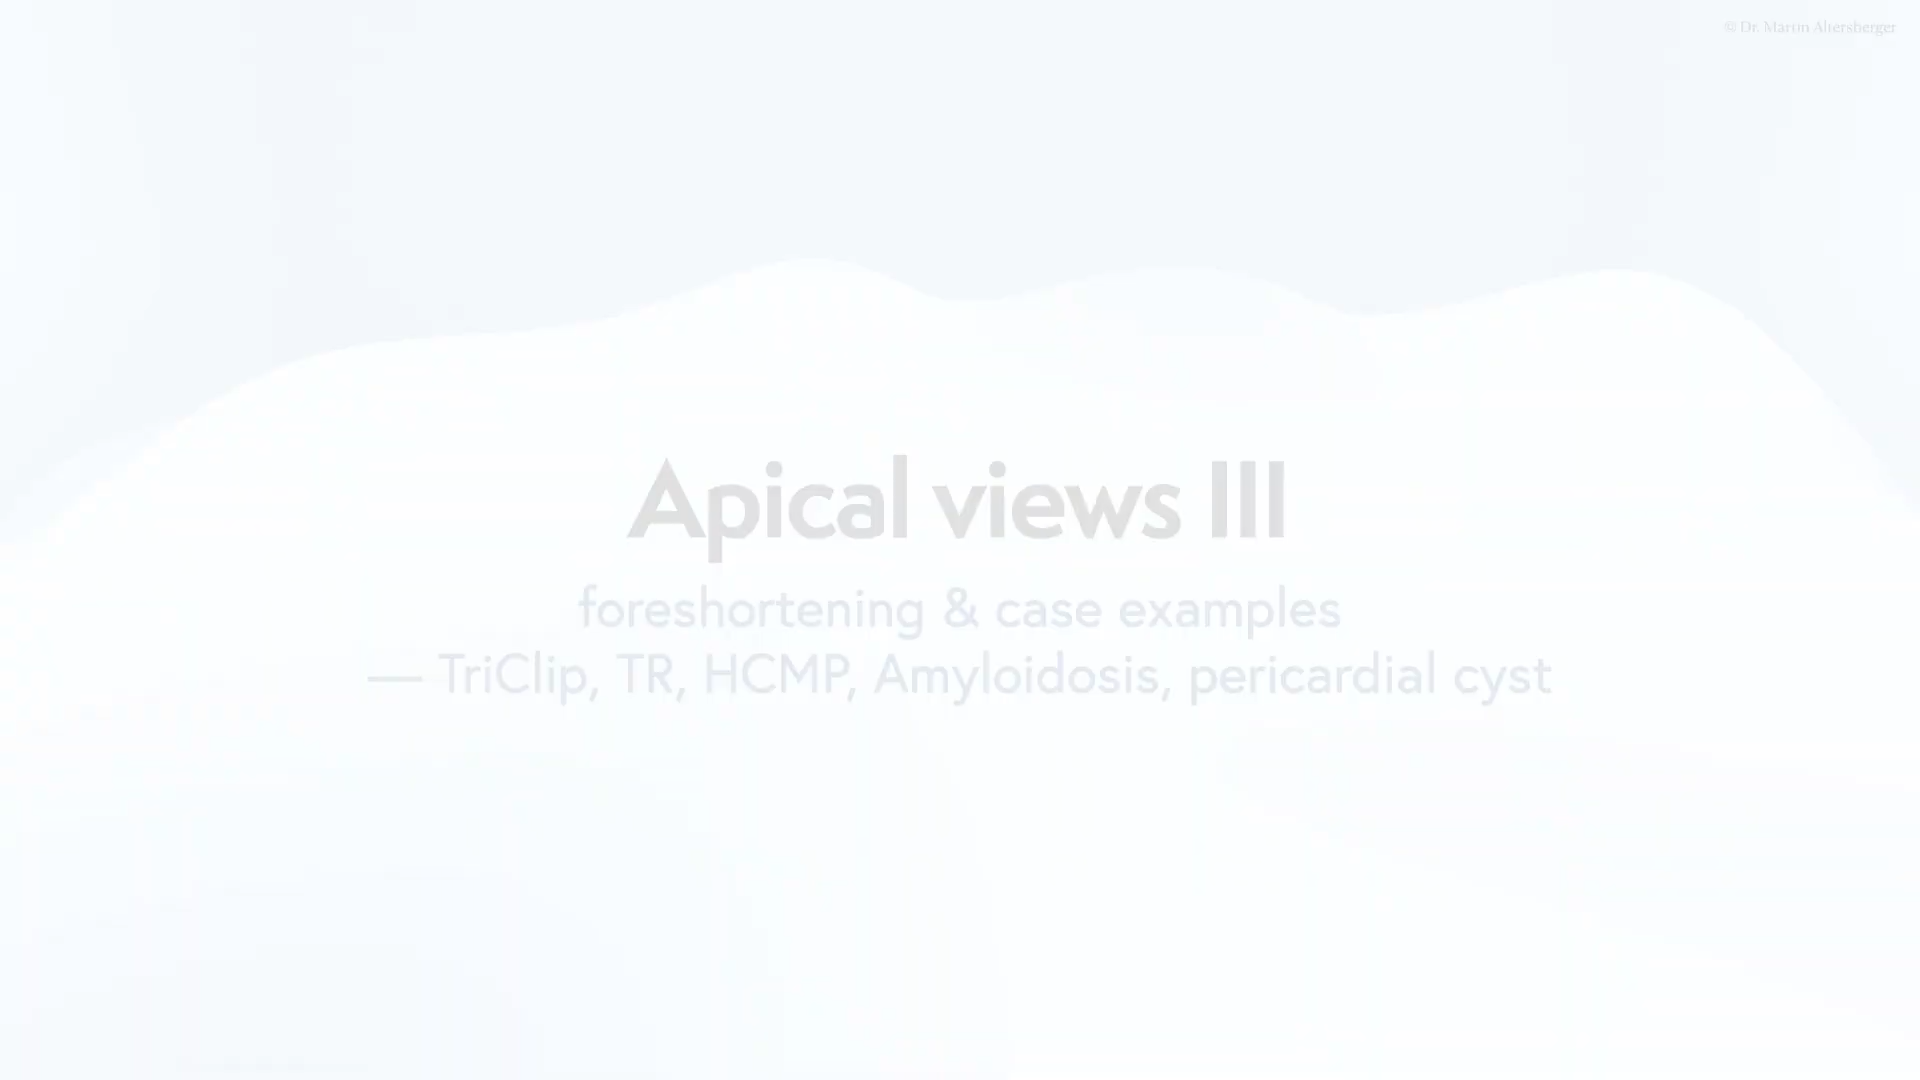 © Dr. Martin Altersberger
Apical views III
foreshortening & case examples
— TriClip, TR, HCMP, Amyloidosis, pericardial cyst